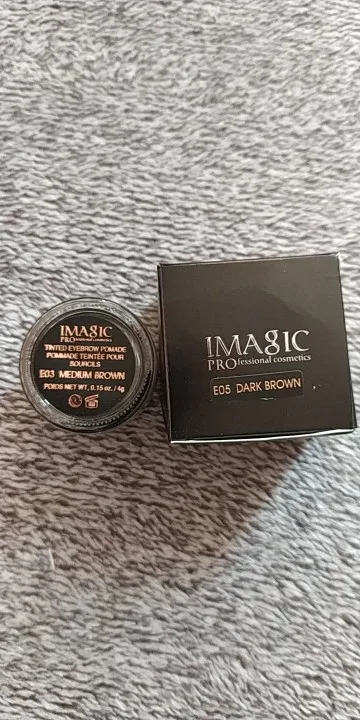 IMAGIC
PROfessional cosmetics
TINTED EYEBROW POMADE
POMMADE TEINTÉE POUR
SOURCILS
E03 MEDIUM BROWN
POIDS NET WT, 0.15 oz. / 4g
IMAGIC
PROfessional cosmetics
E05 DARK BROWN